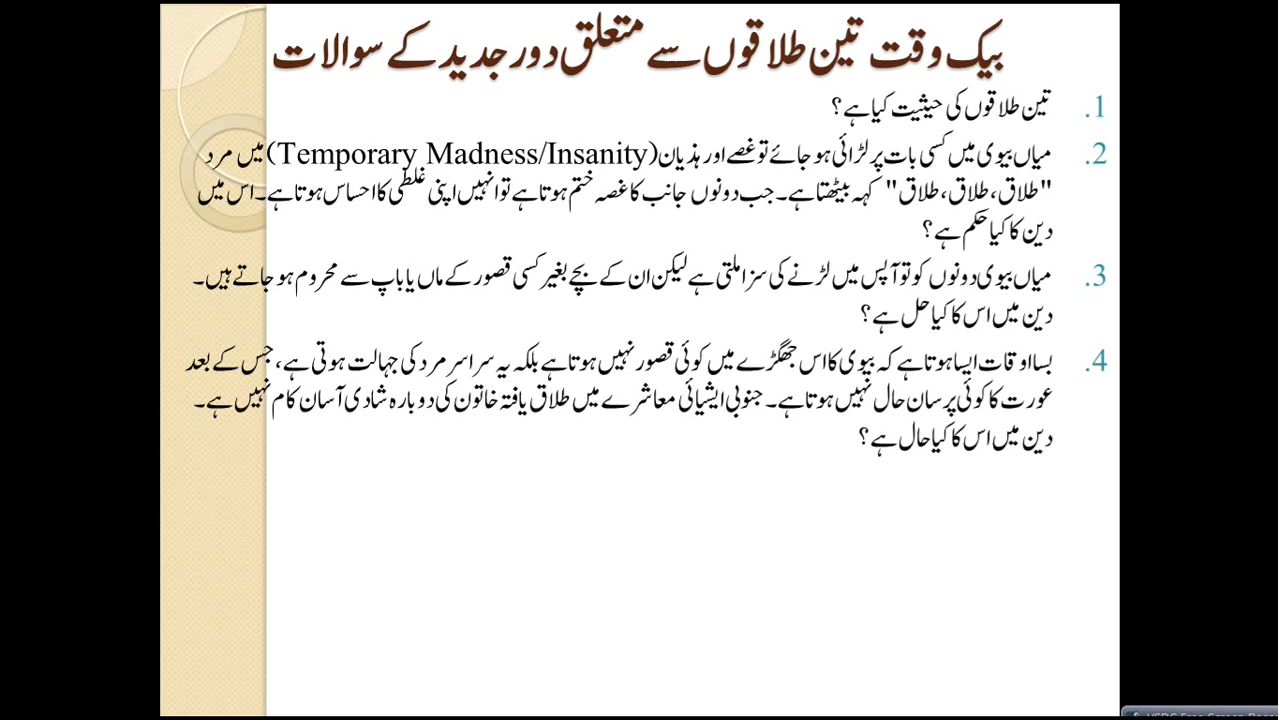 بیک وقت تین طلاقوں سے متعلق دور جدید کے سوالات
1. تین طلاقوں کی حیثیت کیا ہے؟
2. میاں بیوی میں کسی بات پر لڑائی ہو جائے تو غصے اور ہذیان (Temporary Madness/Insanity) میں مرد
"طلاق، طلاق، طلاق" کہہ بیٹھتا ہے۔ جب دونوں جانب کا غصہ ختم ہوتا ہے تو انہیں اپنی غلطی کا احساس ہوتا ہے۔ اس میں
دین کا کیا حکم ہے؟
3. میاں بیوی دونوں کو تو آپس میں لڑنے کی سزا ملتی ہے لیکن ان کے بچے بغیر کسی قصور کے ماں یا باپ سے محروم ہو جاتے ہیں۔
دین میں اس کا کیا حل ہے؟
4. بسا اوقات ایسا ہوتا ہے کہ بیوی کا اس جھگڑے میں کوئی قصور نہیں ہوتا ہے بلکہ یہ سراسر مرد کی جہالت ہوتی ہے، جس کے بعد
عورت کا کوئی پرسان حال نہیں ہوتا ہے۔ جنوبی ایشیائی معاشرے میں طلاق یافتہ خاتون کی دوبارہ شادی آسان کام نہیں ہے۔
دین میں اس کا کیا حال ہے؟